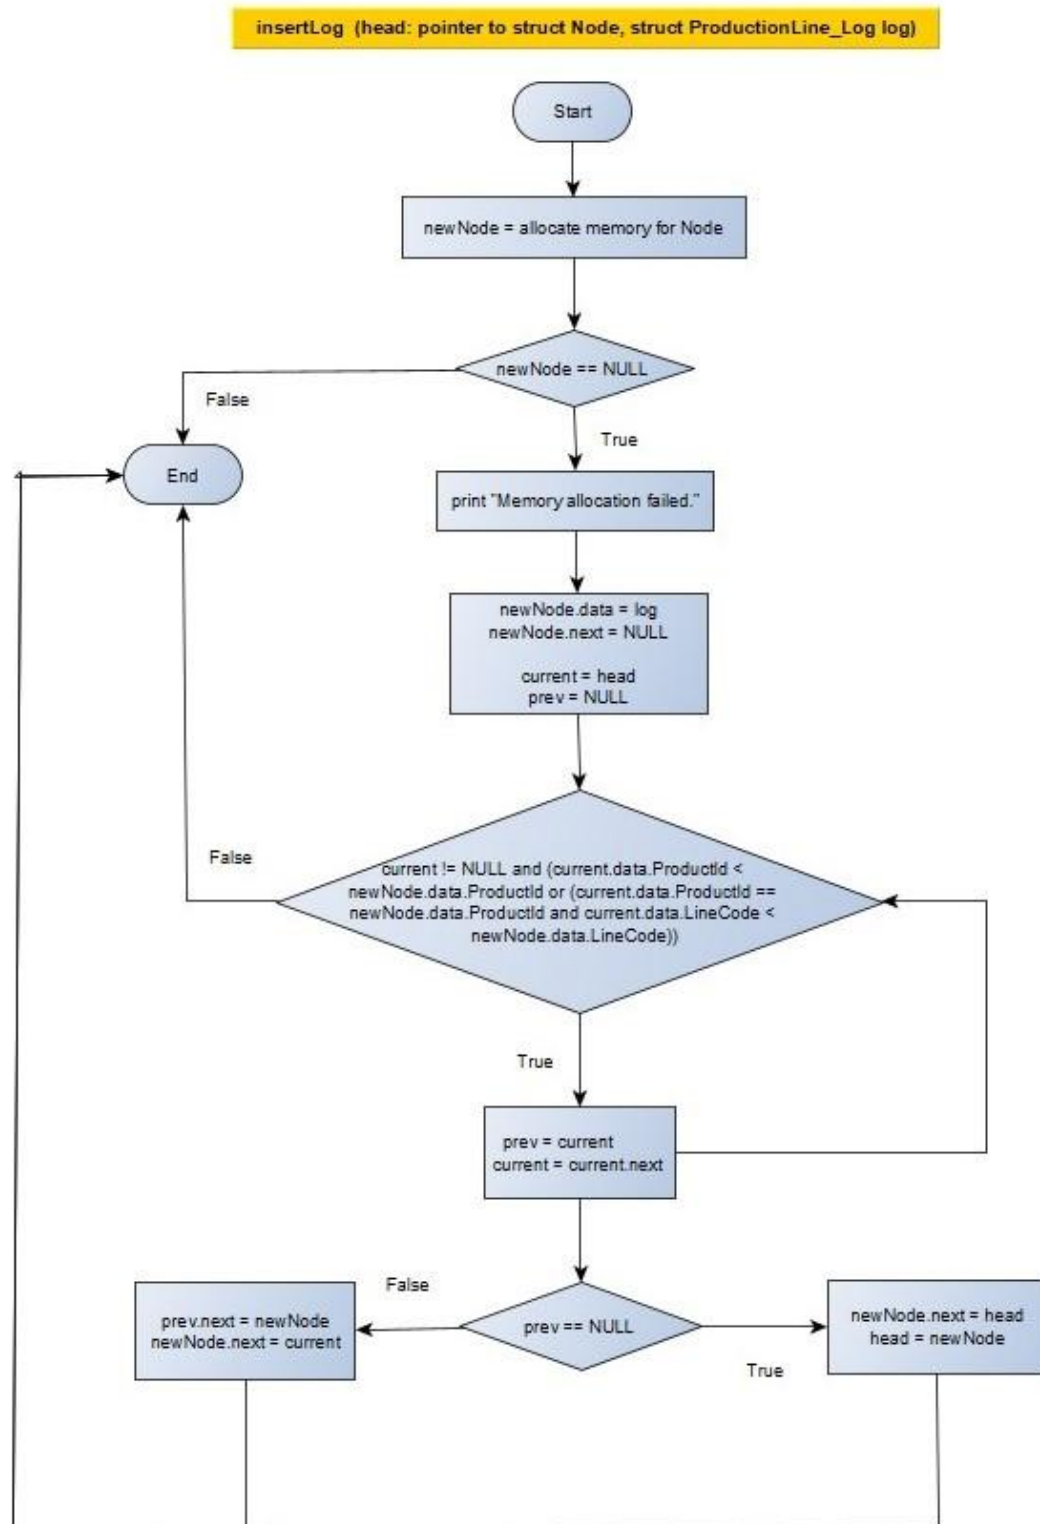 insertLog (head: pointer to struct Node, struct ProductionLine_Log log)
Start
newNode = allocate memory for Node
newNode == NULL
False
True
End
print "Memory allocation failed."
newNode.data = log
newNode.next = NULL
current = head
prev = NULL
False
current != NULL and (current.data.ProductId <
newNode.data.ProductId or (current.data.ProductId ==
newNode.data.ProductId and current.data.LineCode <
newNode.data.LineCode))
True
prev = current
current = current.next
False
prev.next = newNode
newNode.next = current
prev == NULL
True
newNode.next = head
head = newNode